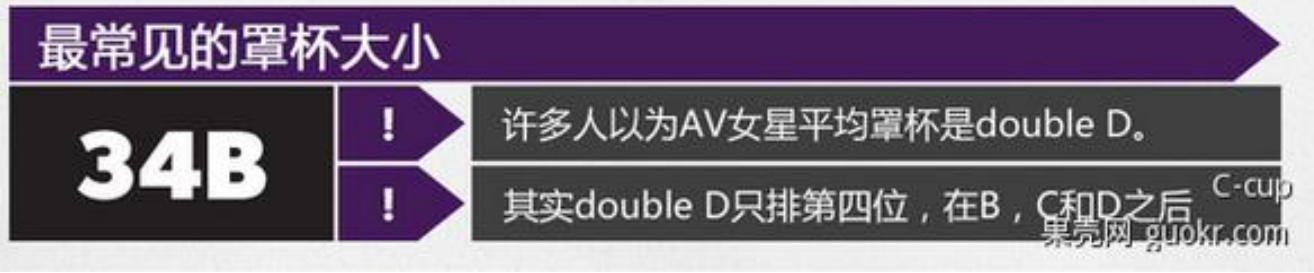 最常见的罩杯大小
34B
!
许多人以为AV女星平均罩杯是double D。
!
其实double D只排第四位，在B，C和D之后
C-cup
果壳网 guokr.com